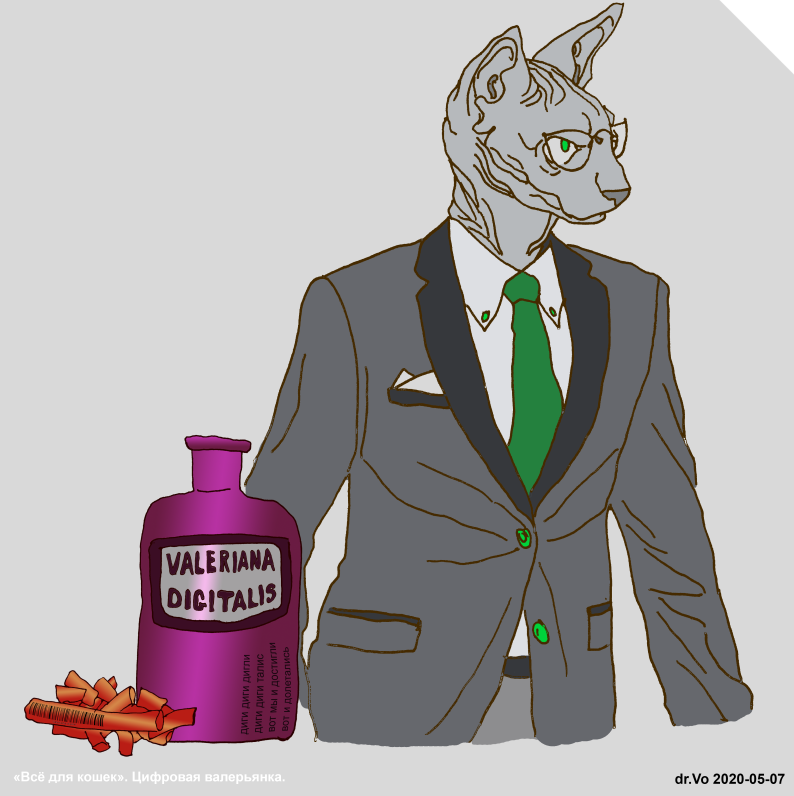 VALERIANA
DIGITALIS
диги диги дигли
диги диги талис
вот мы и достигли
вот и долетались
«Всё для кошек». Цифровая валерьянка.
dr.Vo 2020-05-07